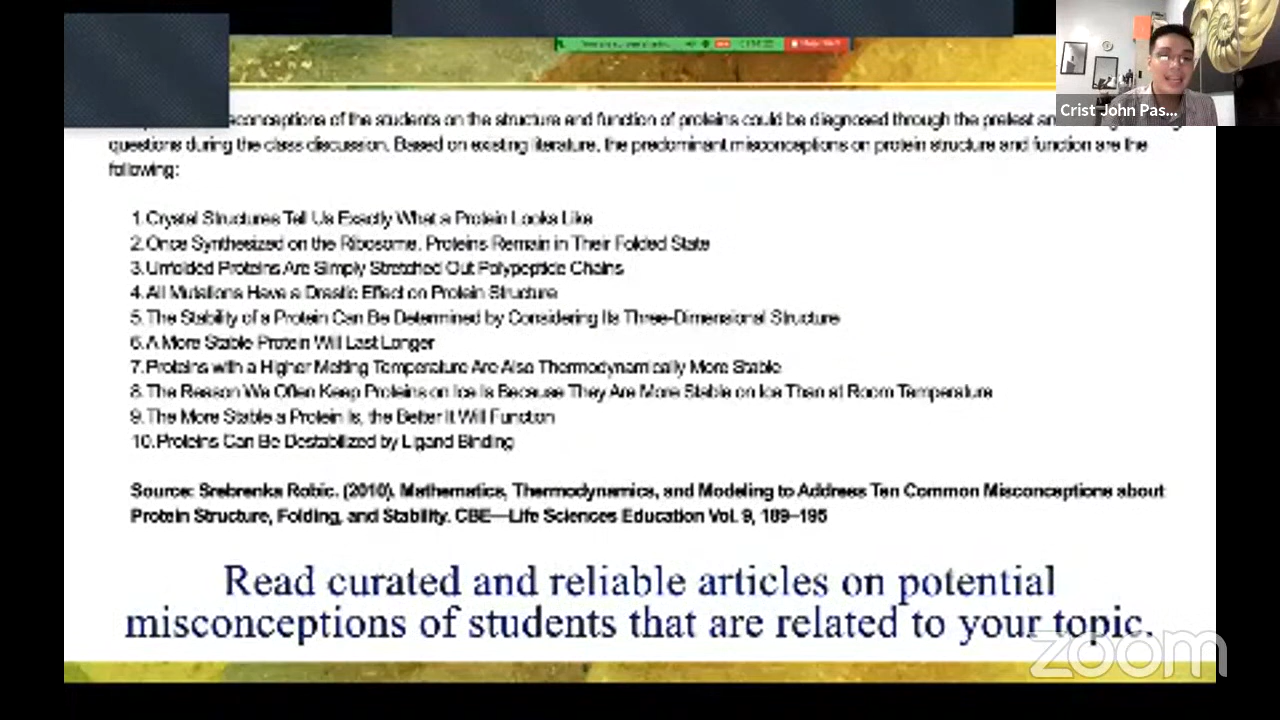 Crist John Pas...
misconceptions of the students on the structure and function of proteins could be diagnosed through the pretest
questions during the class discussion. Based on existing literature, the predominant misconceptions on protein structure and function are the
following:
1. Crystal Structures Tell Us Exactly What a Protein Looks Like
2. Once Synthesized on the Ribosome, Proteins Remain in Their Folded State
3. Unfolded Proteins Are Simply Stretched Out Polypeptide Chains
4. All Mutations Have a Drastic Effect on Protein Structure
5. The Stability of a Protein Can Be Determined by Considering Its Three-Dimensional Structure
6. A More Stable Protein Will Last Longer
7. Proteins with a Higher Melting Temperature Are Also Thermodynamically More Stable
8. The Reason We Often Keep Proteins on Ice Is Because They Are More Stable on Ice Than at Room Temperature
9. The More Stable a Protein Is, the Better It Will Function
10. Proteins Can Be Destabilized by Ligand Binding
Source: Srebrenka Robic. (2010). Mathematics, Thermodynamics, and Modeling to Address Ten Common Misconceptions about
Protein Structure, Folding, and Stability. CBE—Life Sciences Education Vol. 9, 189–195
Read curated and reliable articles on potential
misconceptions of students that are related to your topic.
zoom